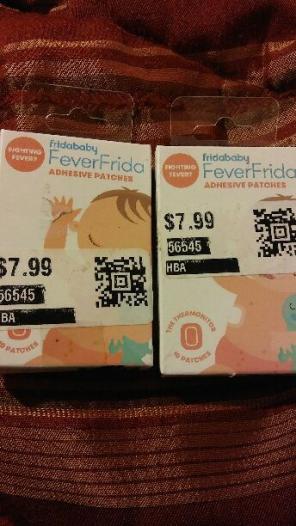 FIGHTING
FEVER?
fridababy
FeverFrida
ADHESIVE PATCHES
$7.99
56545
BA
PATCHES
FIGHTING
FEVER?
fridababy
FeverFrida
ADHESIVE PATCHES
$7.99
56545
HBA
THE THERMONITOR
10 PATCHES